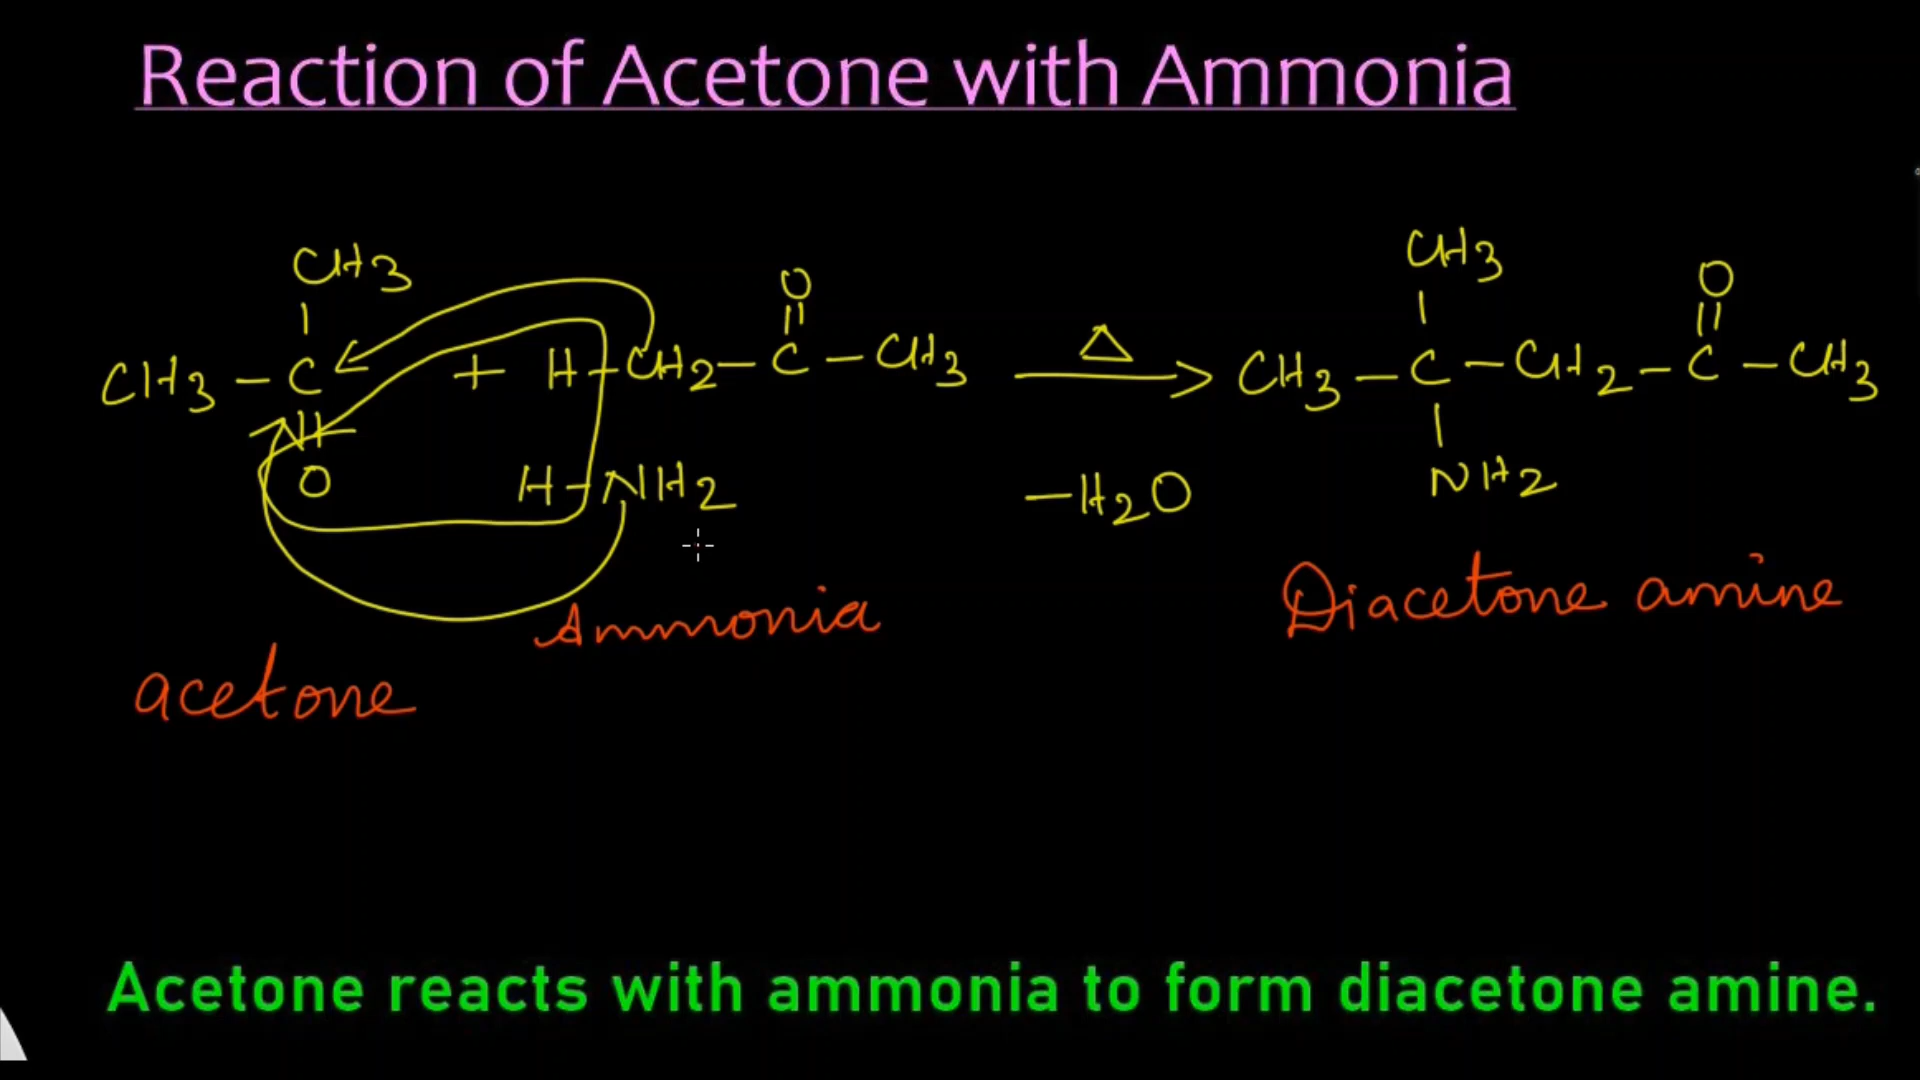 Reaction of Acetone with Ammonia
CH3 O CH3 O
CH3 - C + H - CH2 - C - CH3 △ → CH3 - C - CH2 - C - CH3
O H - NH2 - H2O NH2
Ammonia Diacetone amine
acetone
Acetone reacts with ammonia to form diacetone amine.